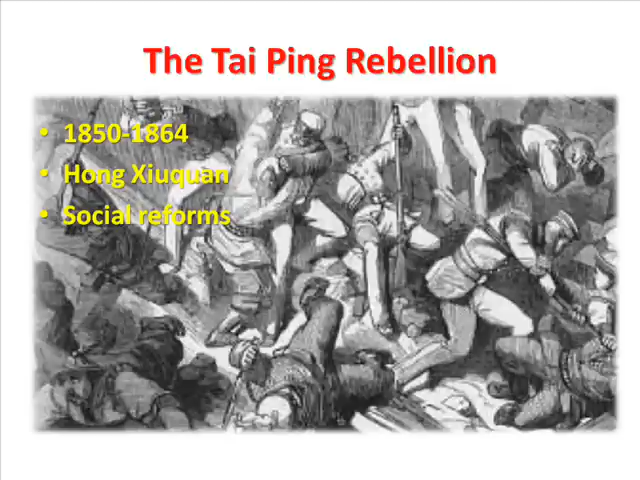 The Tai Ping Rebellion
• 1850-1864
• Hong Xiuquan
• Social reforms